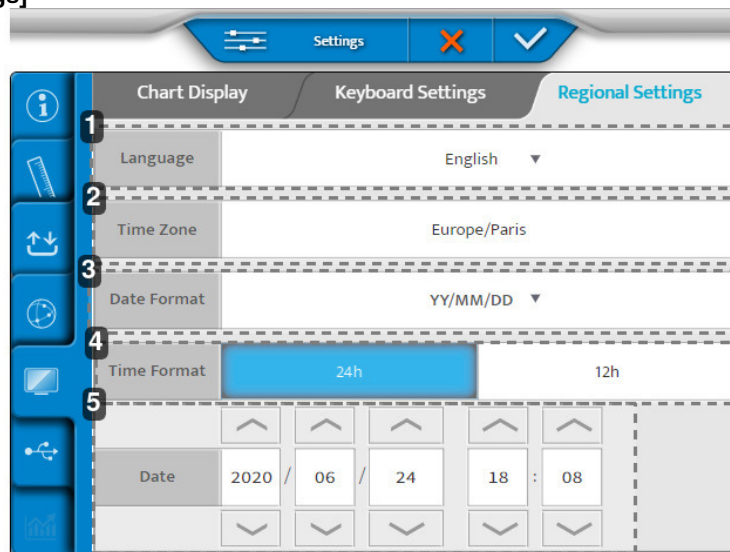 ge]
Settings
Chart Display Keyboard Settings Regional Settings
1
Language English ▼
2
Time Zone Europe/Paris
3
Date Format YY/MM/DD ▼
4
Time Format 24h 12h
5
Date 2020 / 06 / 24 18 : 08